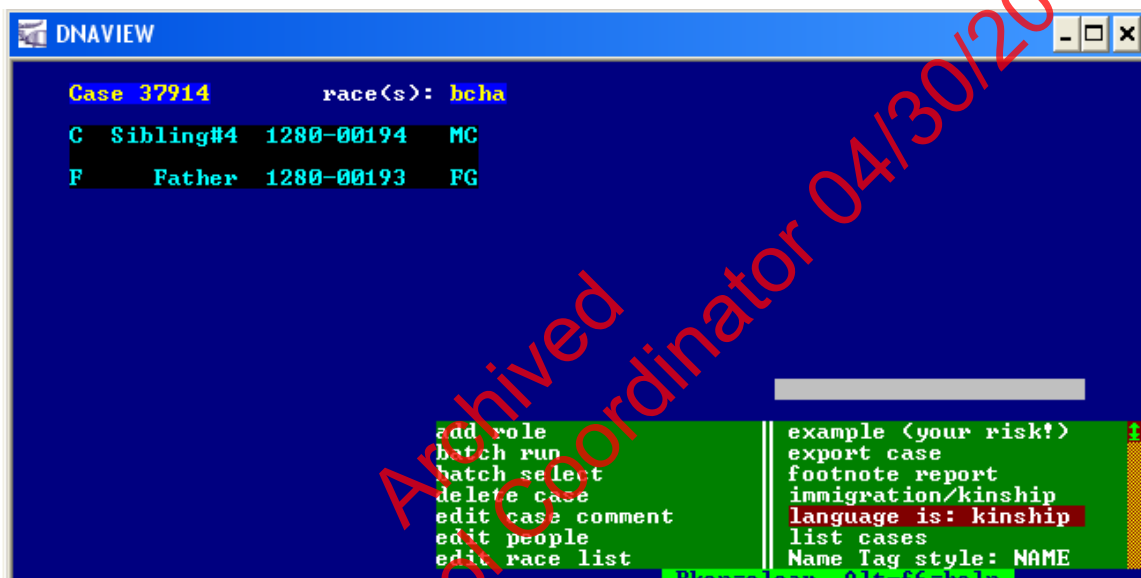 DNAVIEW
Case 37914 race(s): bcha
C Sibling#4 1280-00194 MC
F Father 1280-00193 FG
add role
batch run
batch select
delete case
edit case comment
edit people
edit race list
example (your risk!)
export case
footnote report
immigration/kinship
language is: kinship
list cases
Name Tag style: NAME
Archived
Coordinator 04/30/20